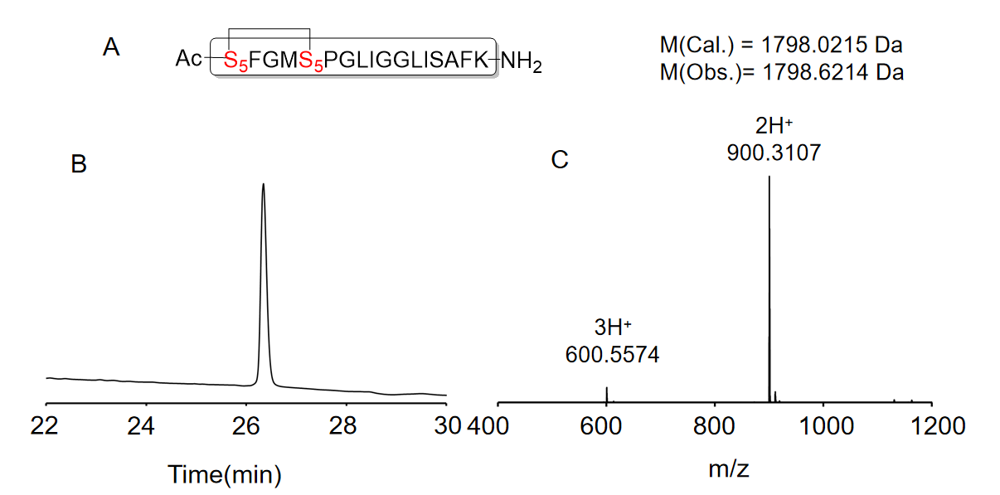 A
Ac-S5FGMS5PGLIGGLISAFK-NH2
M(Cal.) = 1798.0215 Da
M(Obs.)= 1798.6214 Da
B
22 24 26 28 30
Time(min)
C
2H+
900.3107
3H+
600.5574
400 600 800 1000 1200
m/z